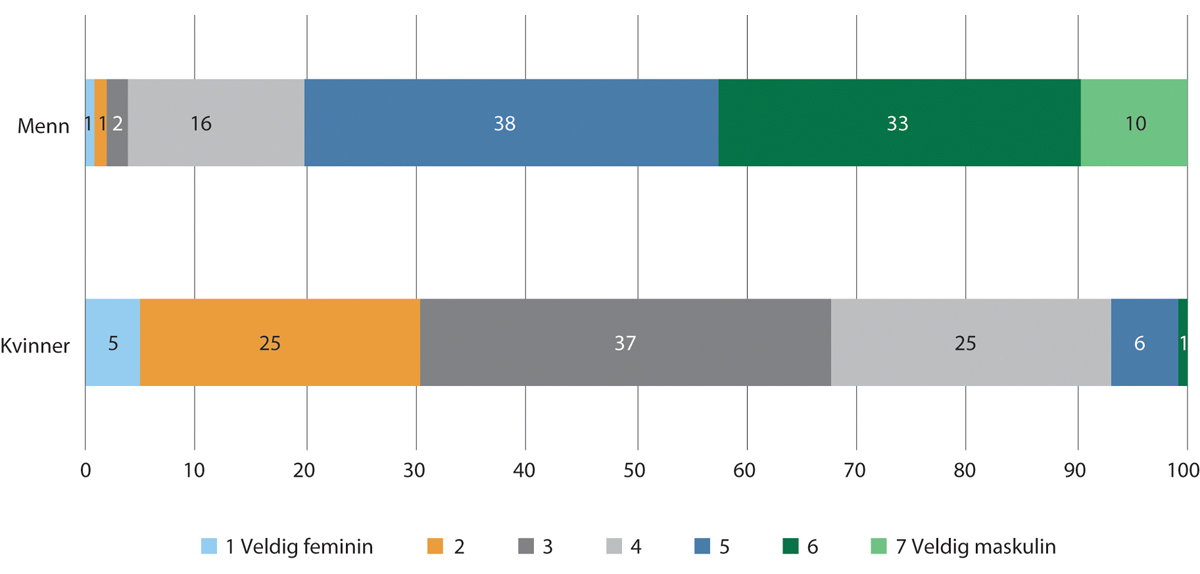 Menn 1 1 2 16 38 33 10
Kvinner 5 25 37 25 6 1
0 10 20 30 40 50 60 70 80 90 100
1 Veldig feminin 2 3 4 5 6 7 Veldig maskulin